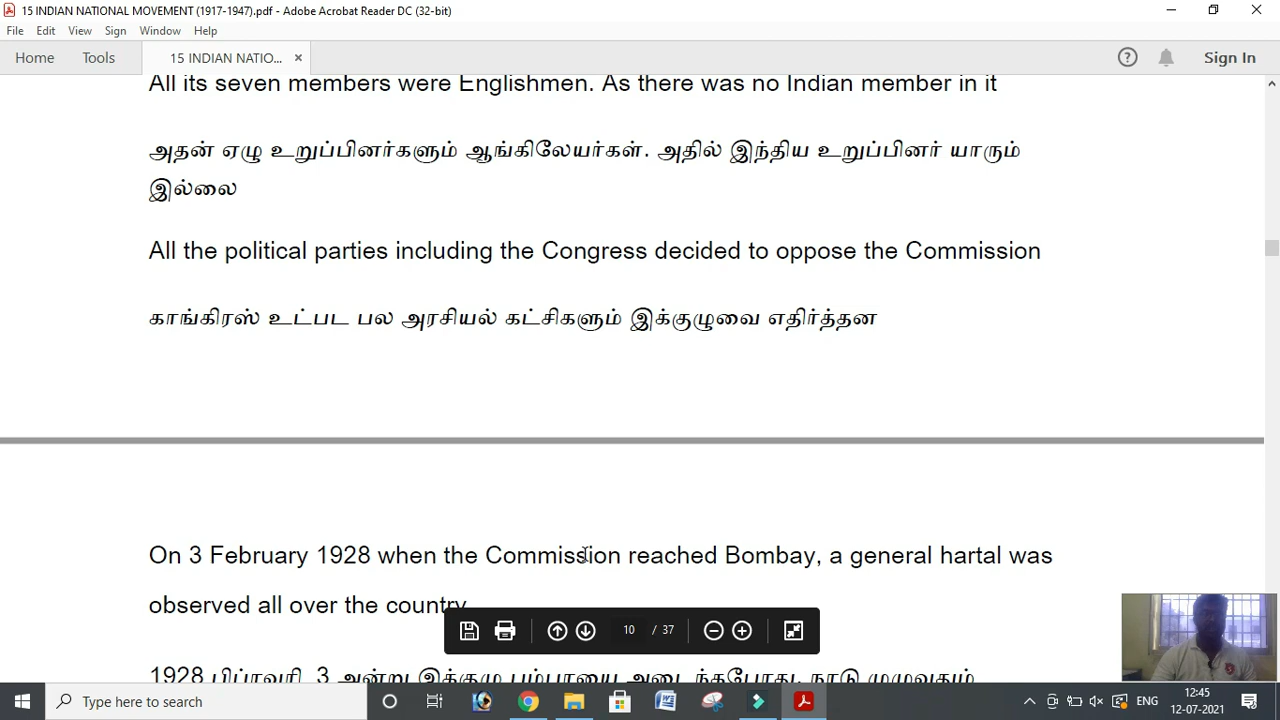 15 INDIAN NATIONAL MOVEMENT (1917-1947).pdf - Adobe Acrobat Reader DC (32-bit)
File Edit View Sign Window Help
Home Tools 15 INDIAN NATIO... × Sign In
All its seven members were Englishmen. As there was no Indian member in it
அதன் ஏழு உறுப்பினர்களும் ஆங்கிலேயர்கள். அதில் இந்திய உறுப்பினர் யாரும்
இல்லை
All the political parties including the Congress decided to oppose the Commission
காங்கிரஸ் உட்பட பல அரசியல் கட்சிகளும் இக்குழுவை எதிர்த்தன
On 3 February 1928 when the Commission reached Bombay, a general hartal was
observed all over the country
10 / 37
1928 பிப்ரவரி 3 அன்று இக்குழு பம்பாயை அடைந்தபோது, நாடு முழுவதும்
Type here to search
ENG
12:45
12-07-2021